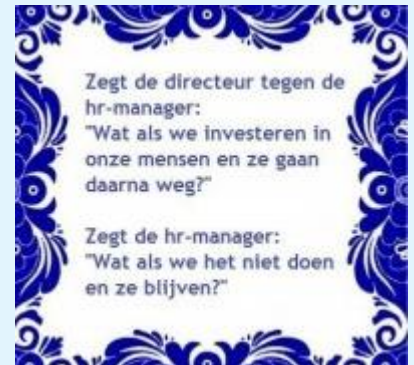 Zegt de directeur tegen de
hr-manager:
"Wat als we investeren in
onze mensen en ze gaan
daarna weg?"
Zegt de hr-manager:
"Wat als we het niet doen
en ze blijven?"